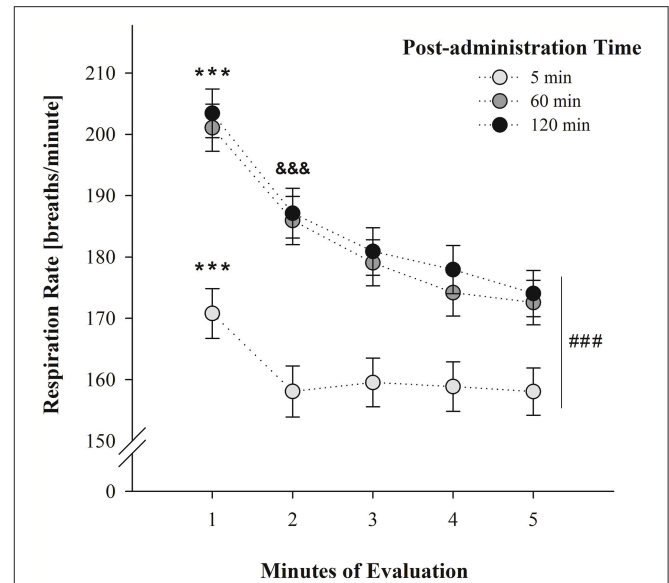 Post-administration Time
5 min
60 min
120 min
Respiration Rate [breaths/minute]
210
200
190
180
170
160
150
0
***
***
&&&
###
1 2 3 4 5
Minutes of Evaluation